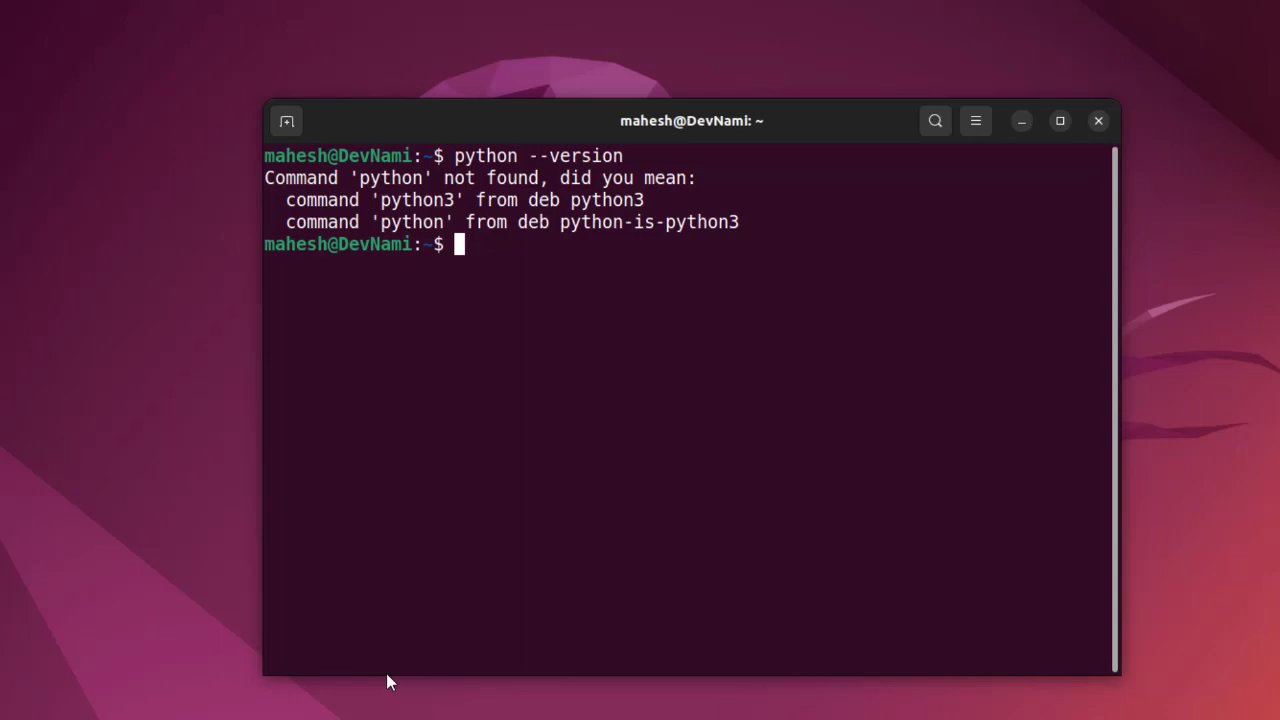 mahesh@DevNami: ~
mahesh@DevNami:~$ python --version
Command 'python' not found, did you mean:
  command 'python3' from deb python3
  command 'python' from deb python-is-python3
mahesh@DevNami:~$